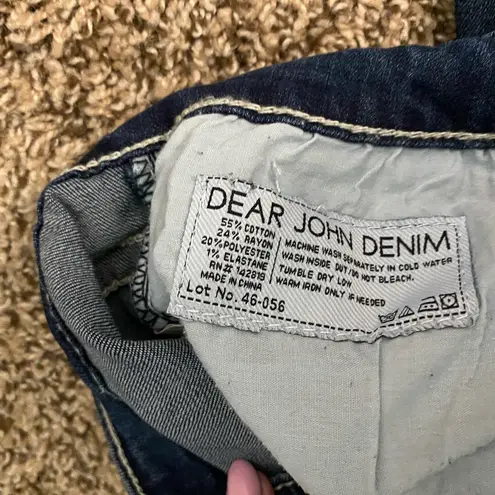 DEAR JOHN DENIM
55% COTTON
24% RAYON
20% POLYESTER
1% ELASTANE
RN# 142819
MADE IN CHINA
LOT NO. 46-056
MACHINE WASH SEPARATELY IN COLD WATER
WASH INSIDE OUT/DO NOT BLEACH.
TUMBLE DRY LOW
WARM IRON ONLY IF NEEDED